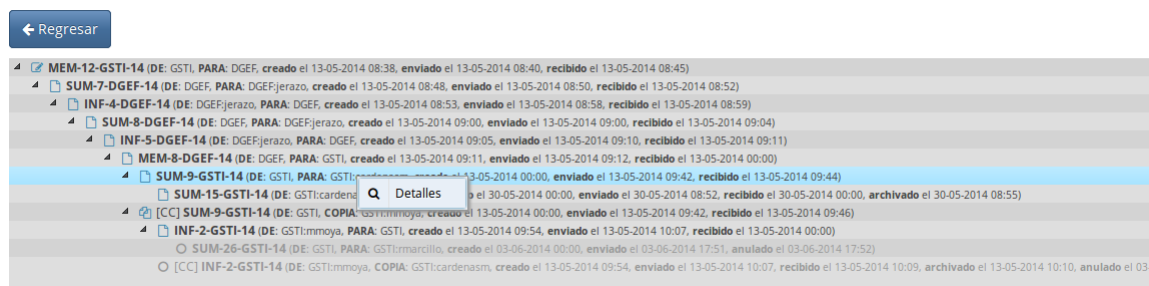 Regresar
MEM-12-GSTI-14 (DE: GSTI, PARA: DGEF, creado el 13-05-2014 08:38, enviado el 13-05-2014 08:40, recibido el 13-05-2014 08:45)
SUM-7-DGEF-14 (DE: DGEF, PARA: DGEF:jerazo, creado el 13-05-2014 08:48, enviado el 13-05-2014 08:50, recibido el 13-05-2014 08:52)
INF-4-DGEF-14 (DE: DGEF:jerazo, PARA: DGEF, creado el 13-05-2014 08:53, enviado el 13-05-2014 08:58, recibido el 13-05-2014 08:59)
SUM-8-DGEF-14 (DE: DGEF, PARA: DGEF:jerazo, creado el 13-05-2014 09:00, enviado el 13-05-2014 09:00, recibido el 13-05-2014 09:04)
INF-5-DGEF-14 (DE: DGEF:jerazo, PARA: DGEF, creado el 13-05-2014 09:05, enviado el 13-05-2014 09:10, recibido el 13-05-2014 09:11)
MEM-8-DGEF-14 (DE: DGEF, PARA: GSTI, creado el 13-05-2014 09:11, enviado el 13-05-2014 09:12, recibido el 13-05-2014 00:00)
SUM-9-GSTI-14 (DE: GSTI, PARA: GSTI:cardenasm, creado el 13-05-2014 00:00, enviado el 13-05-2014 09:42, recibido el 13-05-2014 09:44)
SUM-15-GSTI-14 (DE: GSTI:cardena Detalles el 30-05-2014 00:00, enviado el 30-05-2014 08:52, recibido el 30-05-2014 00:00, archivado el 30-05-2014 08:55)
[CC] SUM-9-GSTI-14 (DE: GSTI, COPIA: GSTI:mmoya, creado el 13-05-2014 00:00, enviado el 13-05-2014 09:42, recibido el 13-05-2014 09:46)
INF-2-GSTI-14 (DE: GSTI:mmoya, PARA: GSTI, creado el 13-05-2014 09:54, enviado el 13-05-2014 10:07, recibido el 13-05-2014 00:00)
SUM-26-GSTI-14 (DE: GSTI, PARA: GSTI:rmarcillo, creado el 03-06-2014 00:00, enviado el 03-06-2014 17:51, anulado el 03-06-2014 17:52)
[CC] INF-2-GSTI-14 (DE: GSTI:mmoya, COPIA: GSTI:cardenasm, creado el 13-05-2014 09:54, enviado el 13-05-2014 10:07, recibido el 13-05-2014 10:09, archivado el 13-05-2014 10:10, anulado el 03-